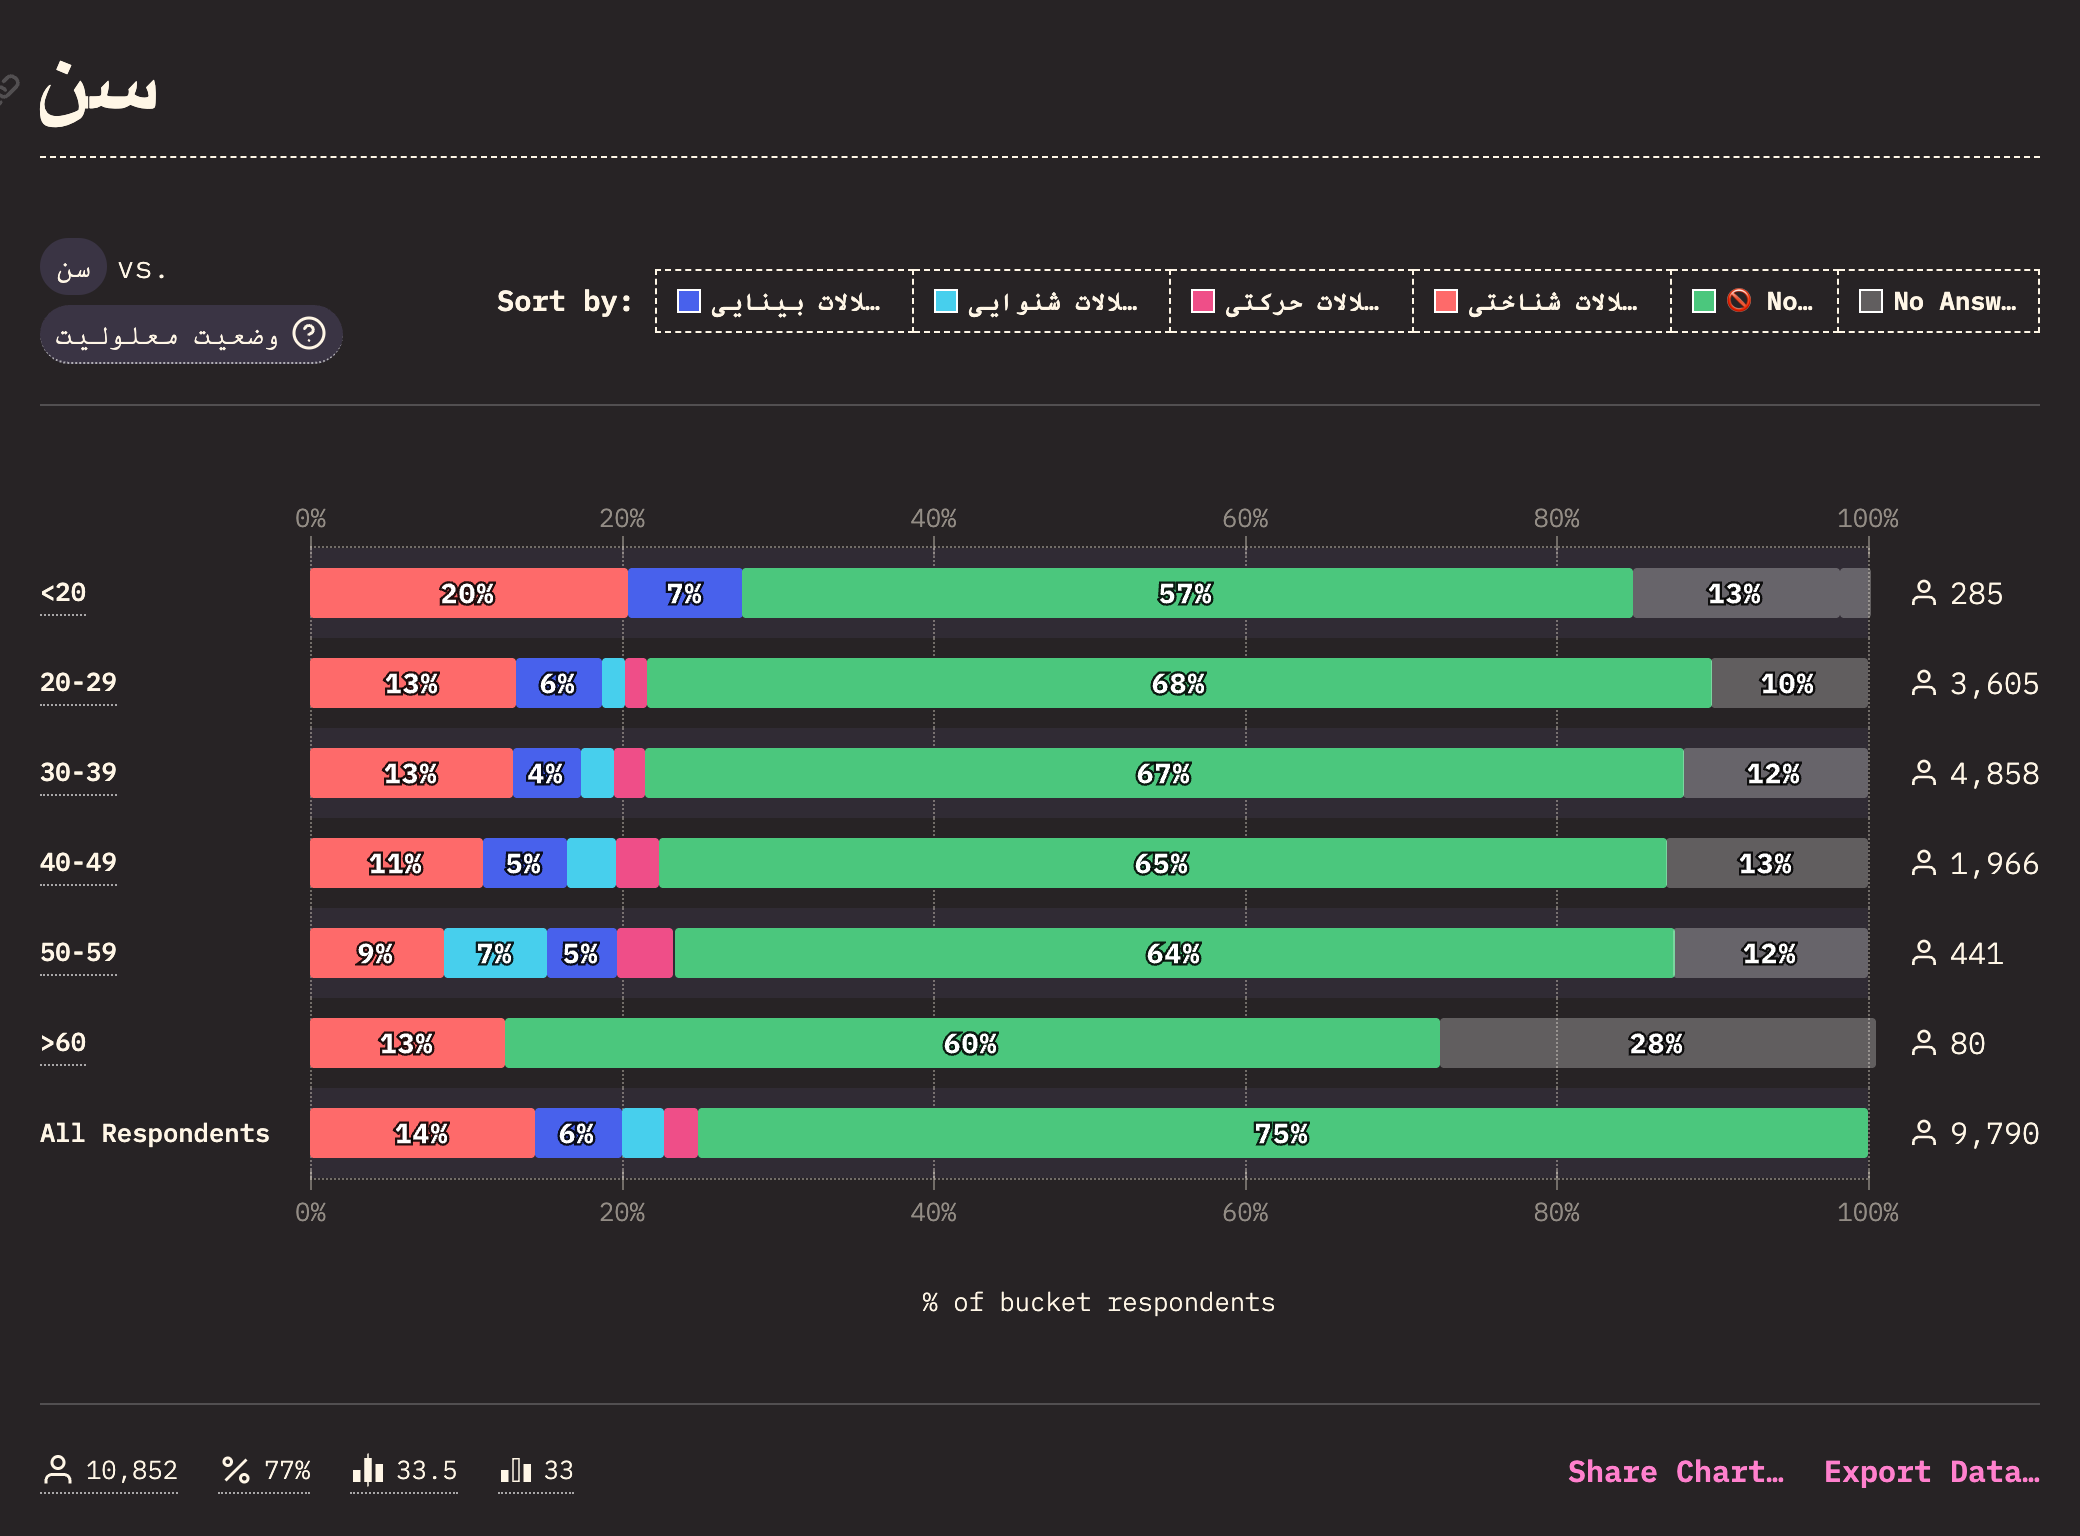 سن
سن vs.
وضعیت معلولیت
Sort by: …لالات بینایی …لالات شنوایی …لالات حرکتی …لالات شناختی 🚫 No… No Answ…
0% 20% 40% 60% 80% 100%
<20 20% 7% 57% 13% 285
20-29 13% 6% 68% 10% 3,605
30-39 13% 4% 67% 12% 4,858
40-49 11% 5% 65% 13% 1,966
50-59 9% 7% 5% 64% 12% 441
>60 13% 60% 28% 80
All Respondents 14% 6% 75% 9,790
0% 20% 40% 60% 80% 100%
% of bucket respondents
10,852 77% 33.5 33 Share Chart… Export Data…